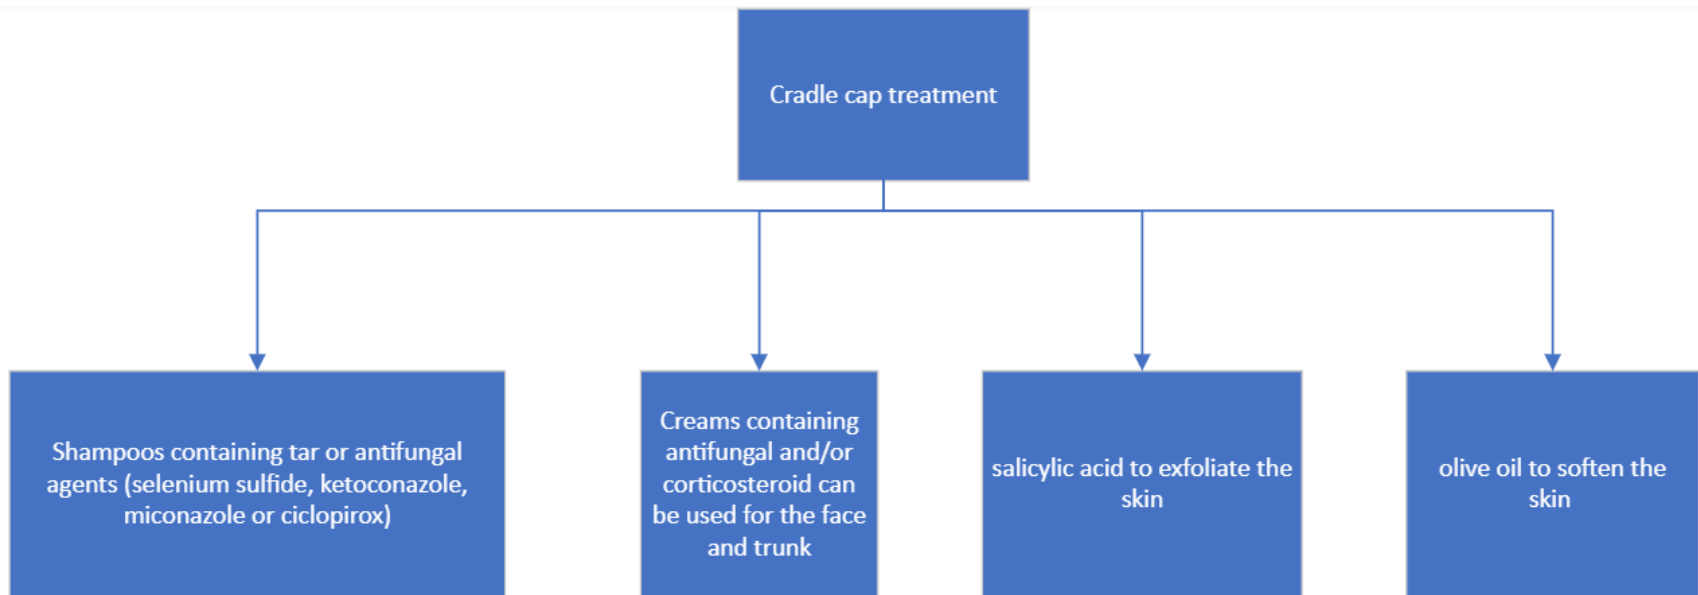 Cradle cap treatment
Shampoos containing tar or antifungal
agents (selenium sulfide, ketoconazole,
miconazole or ciclopirox)
Creams containing
antifungal and/or
corticosteroid can
be used for the face
and trunk
salicylic acid to exfoliate the
skin
olive oil to soften the
skin